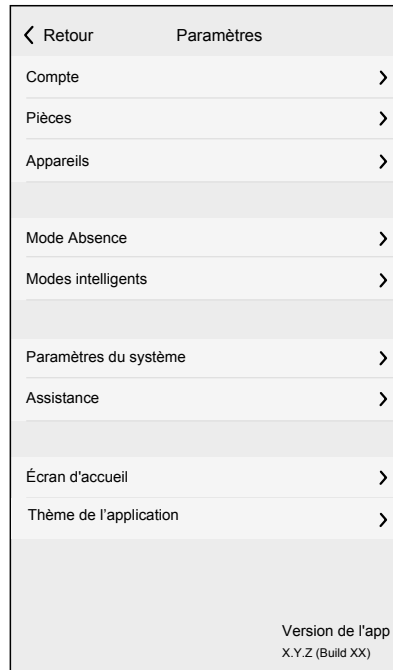 Retour Paramètres
Compte
Pièces
Appareils
Mode Absence
Modes intelligents
Paramètres du système
Assistance
Écran d'accueil
Thème de l'application
Version de l'app
X.Y.Z (Build XX)